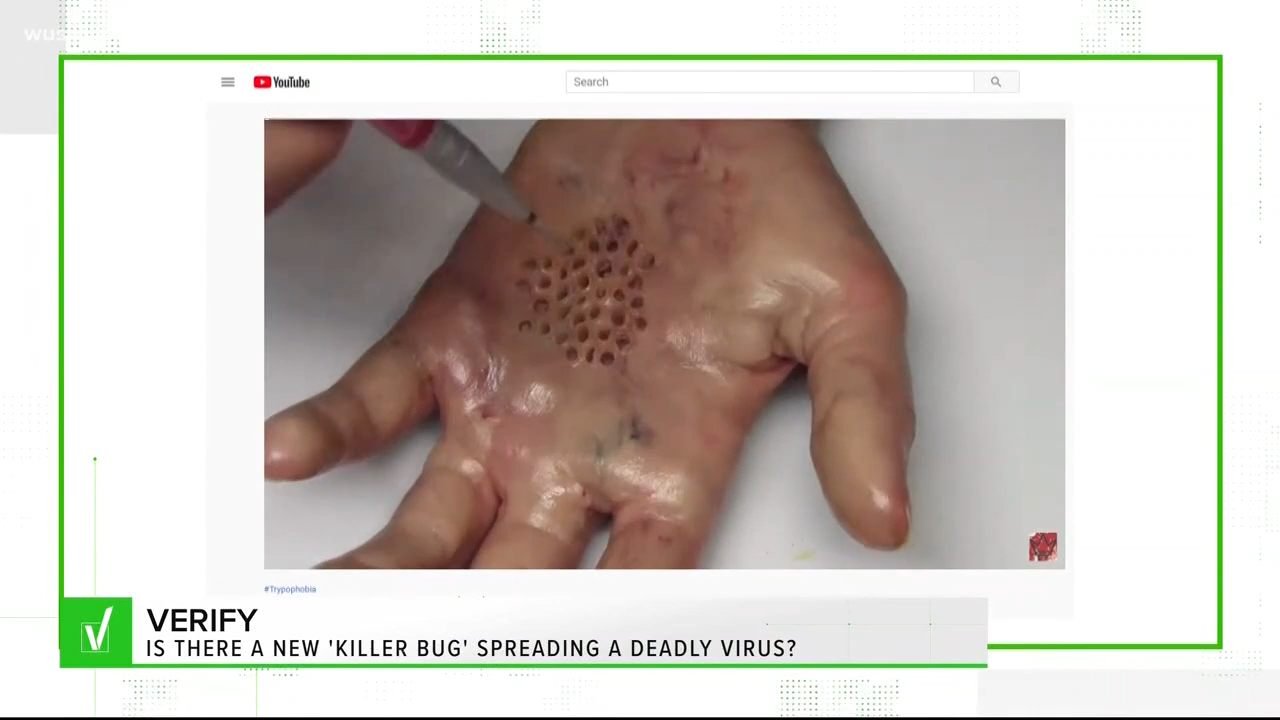 YouTube
Search
#Trypophobia
VERIFY
IS THERE A NEW 'KILLER BUG' SPREADING A DEADLY VIRUS?